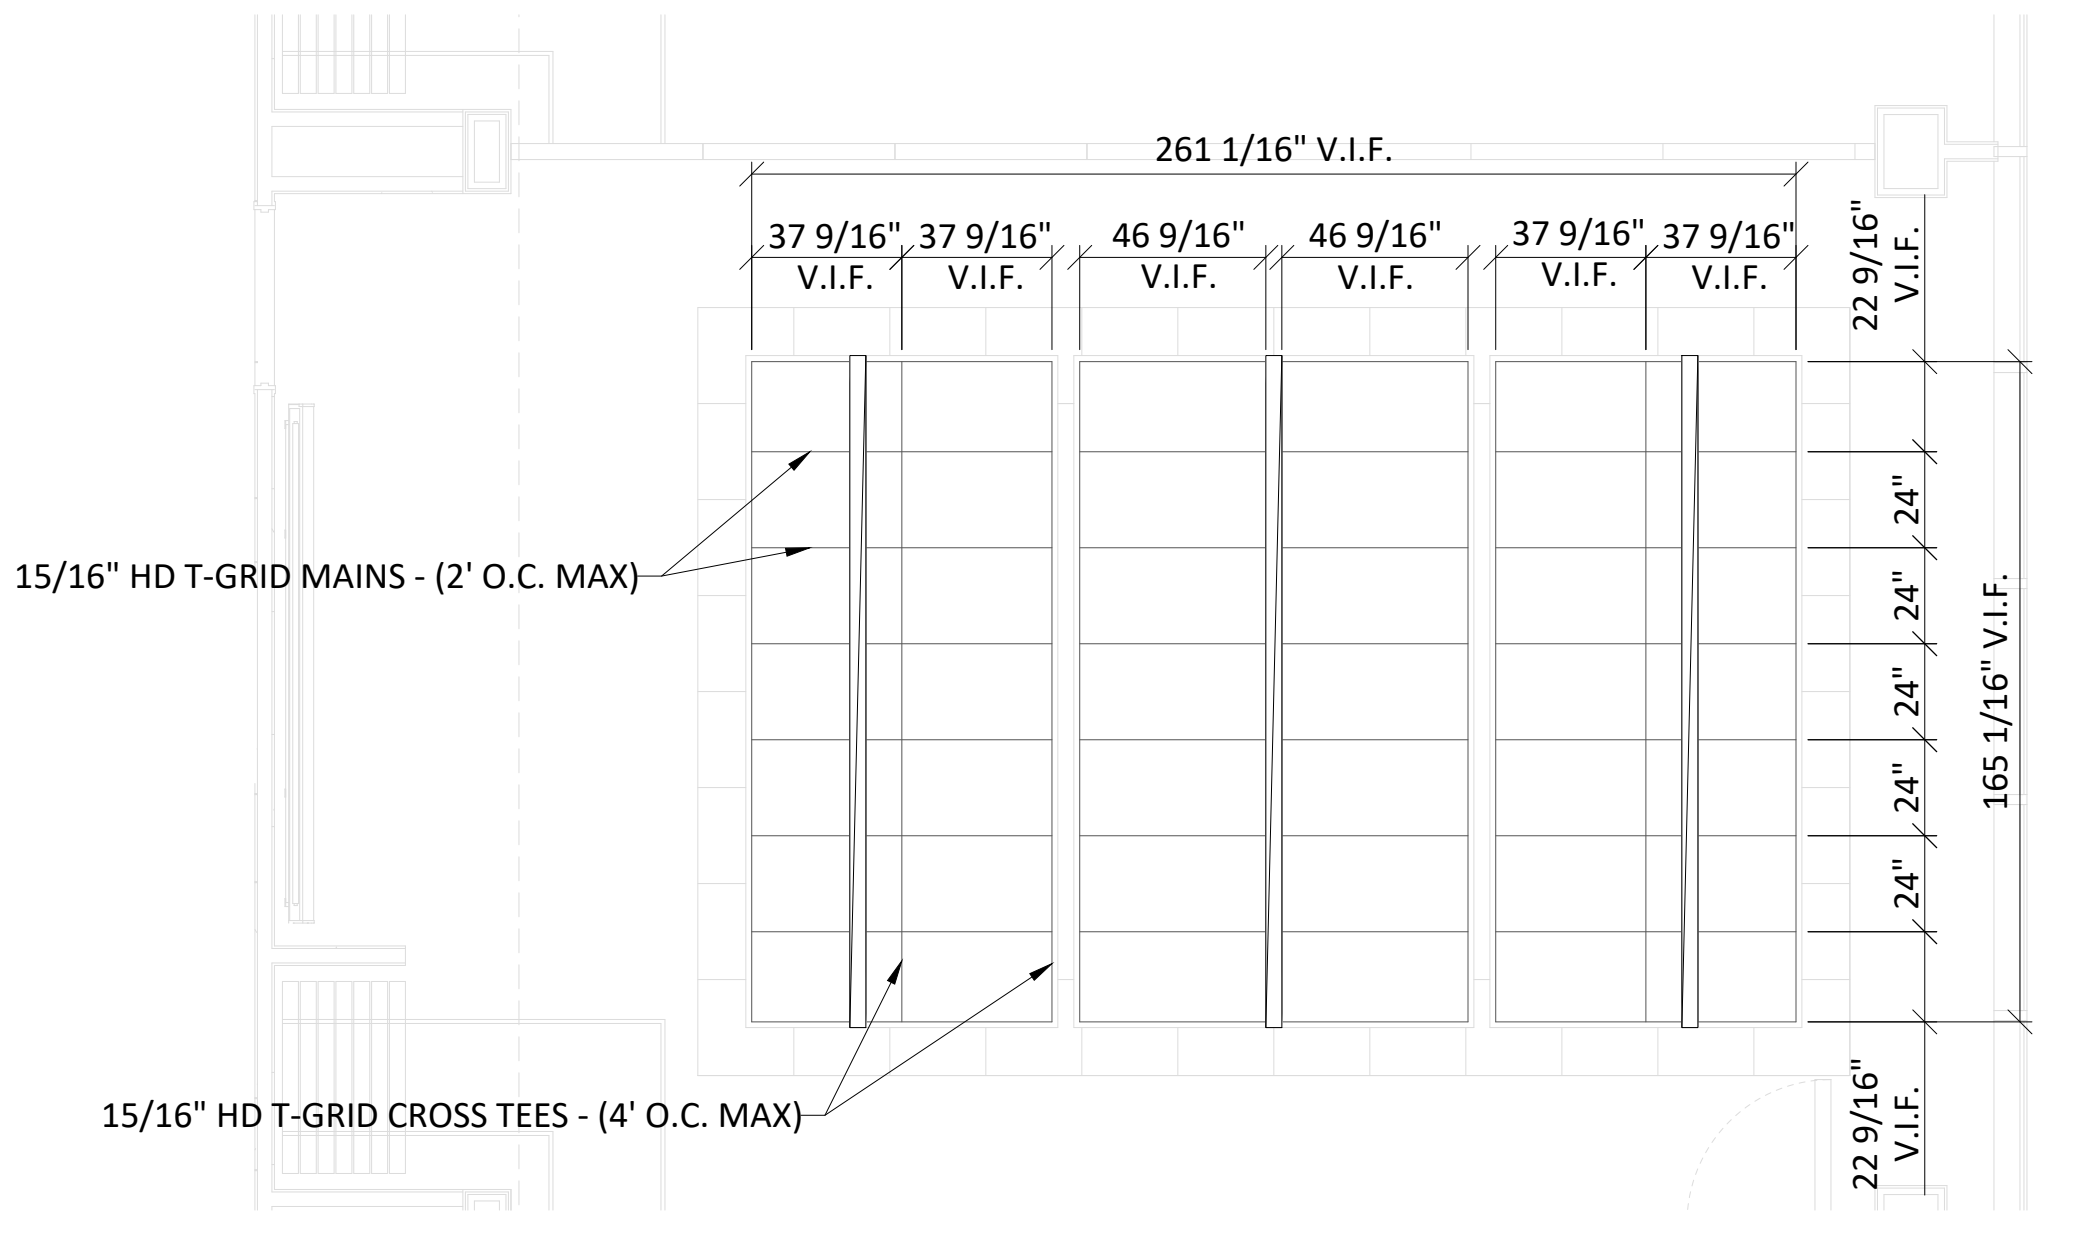 261 1/16" V.I.F.
37 9/16"
V.I.F.
37 9/16"
V.I.F.
46 9/16"
V.I.F.
46 9/16"
V.I.F.
37 9/16"
V.I.F.
37 9/16"
V.I.F.
22 9/16"
V.I.F.
24"
24"
24"
24"
24"
165 1/16" V.I.F.
22 9/16"
V.I.F.
15/16" HD T-GRID MAINS - (2' O.C. MAX)
15/16" HD T-GRID CROSS TEES - (4' O.C. MAX)